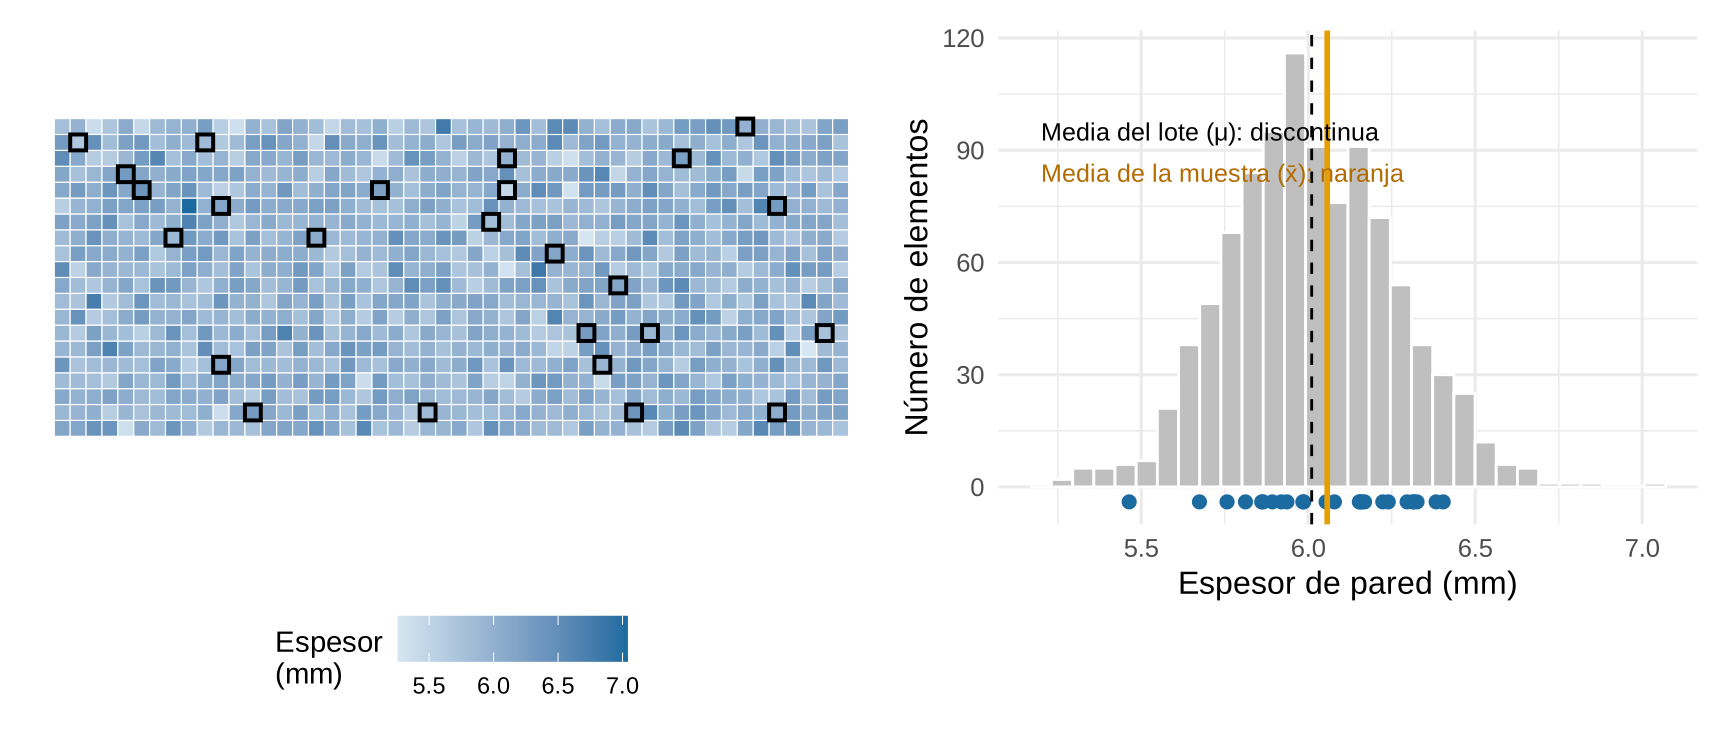 Espesor
(mm)
5.5 6.0 6.5 7.0
Número de elementos
120
90
60
30
0
Media del lote (μ): discontinua
Media de la muestra (x̄): naranja
5.5 6.0 6.5 7.0
Espesor de pared (mm)